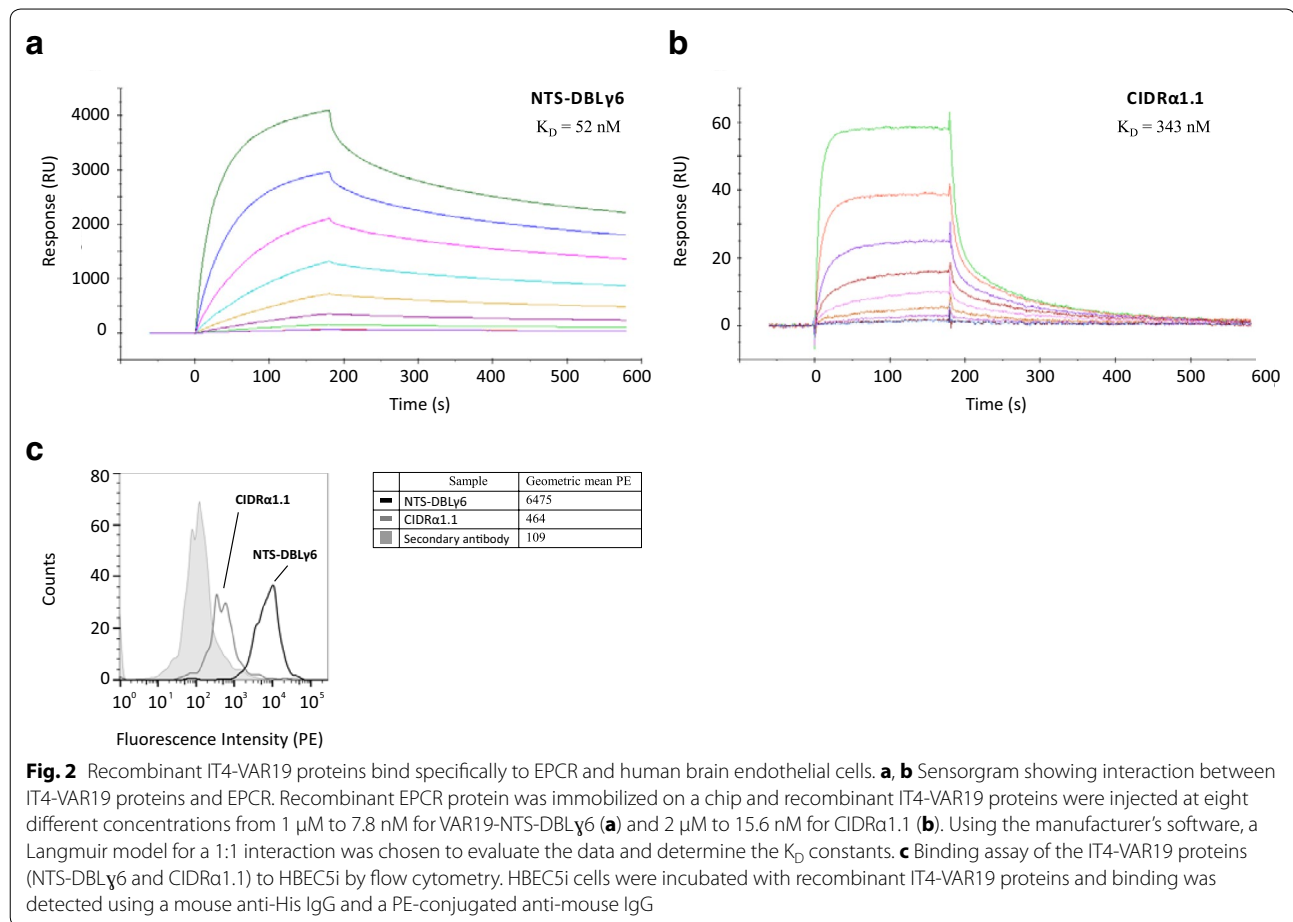 a
NTS-DBLγ6
K_D = 52 nM
4000
3000
2000
1000
0
Response (RU)
0 100 200 300 400 500 600
Time (s)
b
CIDRα1.1
K_D = 343 nM
60
40
20
0
Response (RU)
0 100 200 300 400 500 600
Time (s)
c
80
60
40
20
0
Counts
CIDRα1.1
NTS-DBLγ6
10^0 10^1 10^2 10^3 10^4 10^5
Fluorescence Intensity (PE)
Sample Geometric mean PE
NTS-DBLγ6 6475
CIDRα1.1 464
Secondary antibody 109
Fig. 2 Recombinant IT4-VAR19 proteins bind specifically to EPCR and human brain endothelial cells. a, b Sensorgram showing interaction between
IT4-VAR19 proteins and EPCR. Recombinant EPCR protein was immobilized on a chip and recombinant IT4-VAR19 proteins were injected at eight
different concentrations from 1 μM to 7.8 nM for VAR19-NTS-DBLɣ6 (a) and 2 μM to 15.6 nM for CIDRα1.1 (b). Using the manufacturer's software, a
Langmuir model for a 1:1 interaction was chosen to evaluate the data and determine the K_D constants. c Binding assay of the IT4-VAR19 proteins
(NTS-DBLɣ6 and CIDRα1.1) to HBEC5i by flow cytometry. HBEC5i cells were incubated with recombinant IT4-VAR19 proteins and binding was
detected using a mouse anti-His IgG and a PE-conjugated anti-mouse IgG